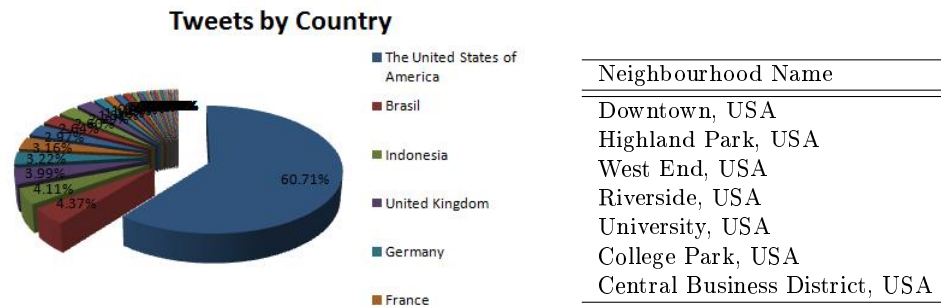 Tweets by Country
The United States of
America
Brasil
Indonesia
United Kingdom
Germany
France
60.71%
4.37%
4.11%
3.99%
3.22%
3.16%
2.97%
2.64%
Neighbourhood Name
Downtown, USA
Highland Park, USA
West End, USA
Riverside, USA
University, USA
College Park, USA
Central Business District, USA